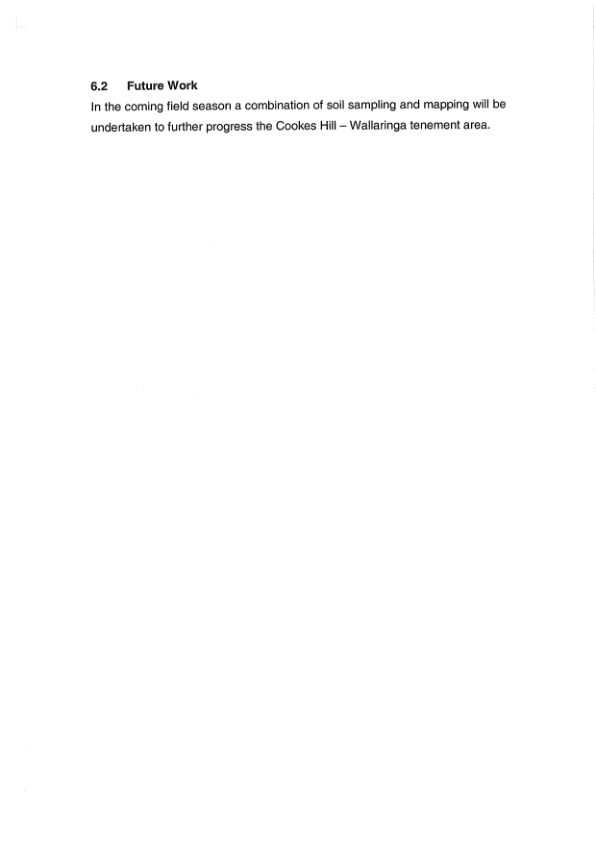 6.2 Future Work
In the coming field season a combination of soil sampling and mapping will be
undertaken to further progress the Cookes Hill – Wallaringa tenement area.